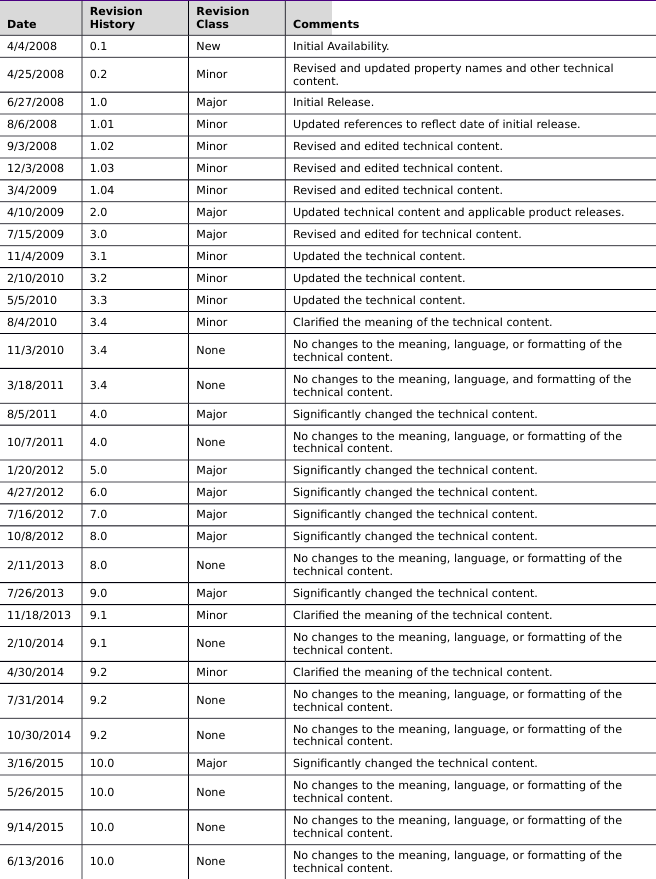 Date Revision History Revision Class Comments
4/4/2008 0.1 New Initial Availability.
4/25/2008 0.2 Minor Revised and updated property names and other technical
content.
6/27/2008 1.0 Major Initial Release.
8/6/2008 1.01 Minor Updated references to reflect date of initial release.
9/3/2008 1.02 Minor Revised and edited technical content.
12/3/2008 1.03 Minor Revised and edited technical content.
3/4/2009 1.04 Minor Revised and edited technical content.
4/10/2009 2.0 Major Updated technical content and applicable product releases.
7/15/2009 3.0 Major Revised and edited for technical content.
11/4/2009 3.1 Minor Updated the technical content.
2/10/2010 3.2 Minor Updated the technical content.
5/5/2010 3.3 Minor Updated the technical content.
8/4/2010 3.4 Minor Clarified the meaning of the technical content.
11/3/2010 3.4 None No changes to the meaning, language, or formatting of the
technical content.
3/18/2011 3.4 None No changes to the meaning, language, and formatting of the
technical content.
8/5/2011 4.0 Major Significantly changed the technical content.
10/7/2011 4.0 None No changes to the meaning, language, or formatting of the
technical content.
1/20/2012 5.0 Major Significantly changed the technical content.
4/27/2012 6.0 Major Significantly changed the technical content.
7/16/2012 7.0 Major Significantly changed the technical content.
10/8/2012 8.0 Major Significantly changed the technical content.
2/11/2013 8.0 None No changes to the meaning, language, or formatting of the
technical content.
7/26/2013 9.0 Major Significantly changed the technical content.
11/18/2013 9.1 Minor Clarified the meaning of the technical content.
2/10/2014 9.1 None No changes to the meaning, language, or formatting of the
technical content.
4/30/2014 9.2 Minor Clarified the meaning of the technical content.
7/31/2014 9.2 None No changes to the meaning, language, or formatting of the
technical content.
10/30/2014 9.2 None No changes to the meaning, language, or formatting of the
technical content.
3/16/2015 10.0 Major Significantly changed the technical content.
5/26/2015 10.0 None No changes to the meaning, language, or formatting of the
technical content.
9/14/2015 10.0 None No changes to the meaning, language, or formatting of the
technical content.
6/13/2016 10.0 None No changes to the meaning, language, or formatting of the
technical content.